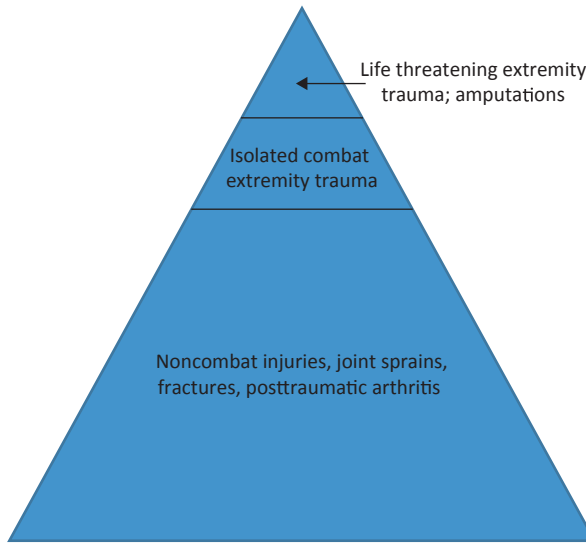 Life threatening extremity
trauma; amputations
Isolated combat
extremity trauma
Noncombat injuries, joint sprains,
fractures, posttraumatic arthritis